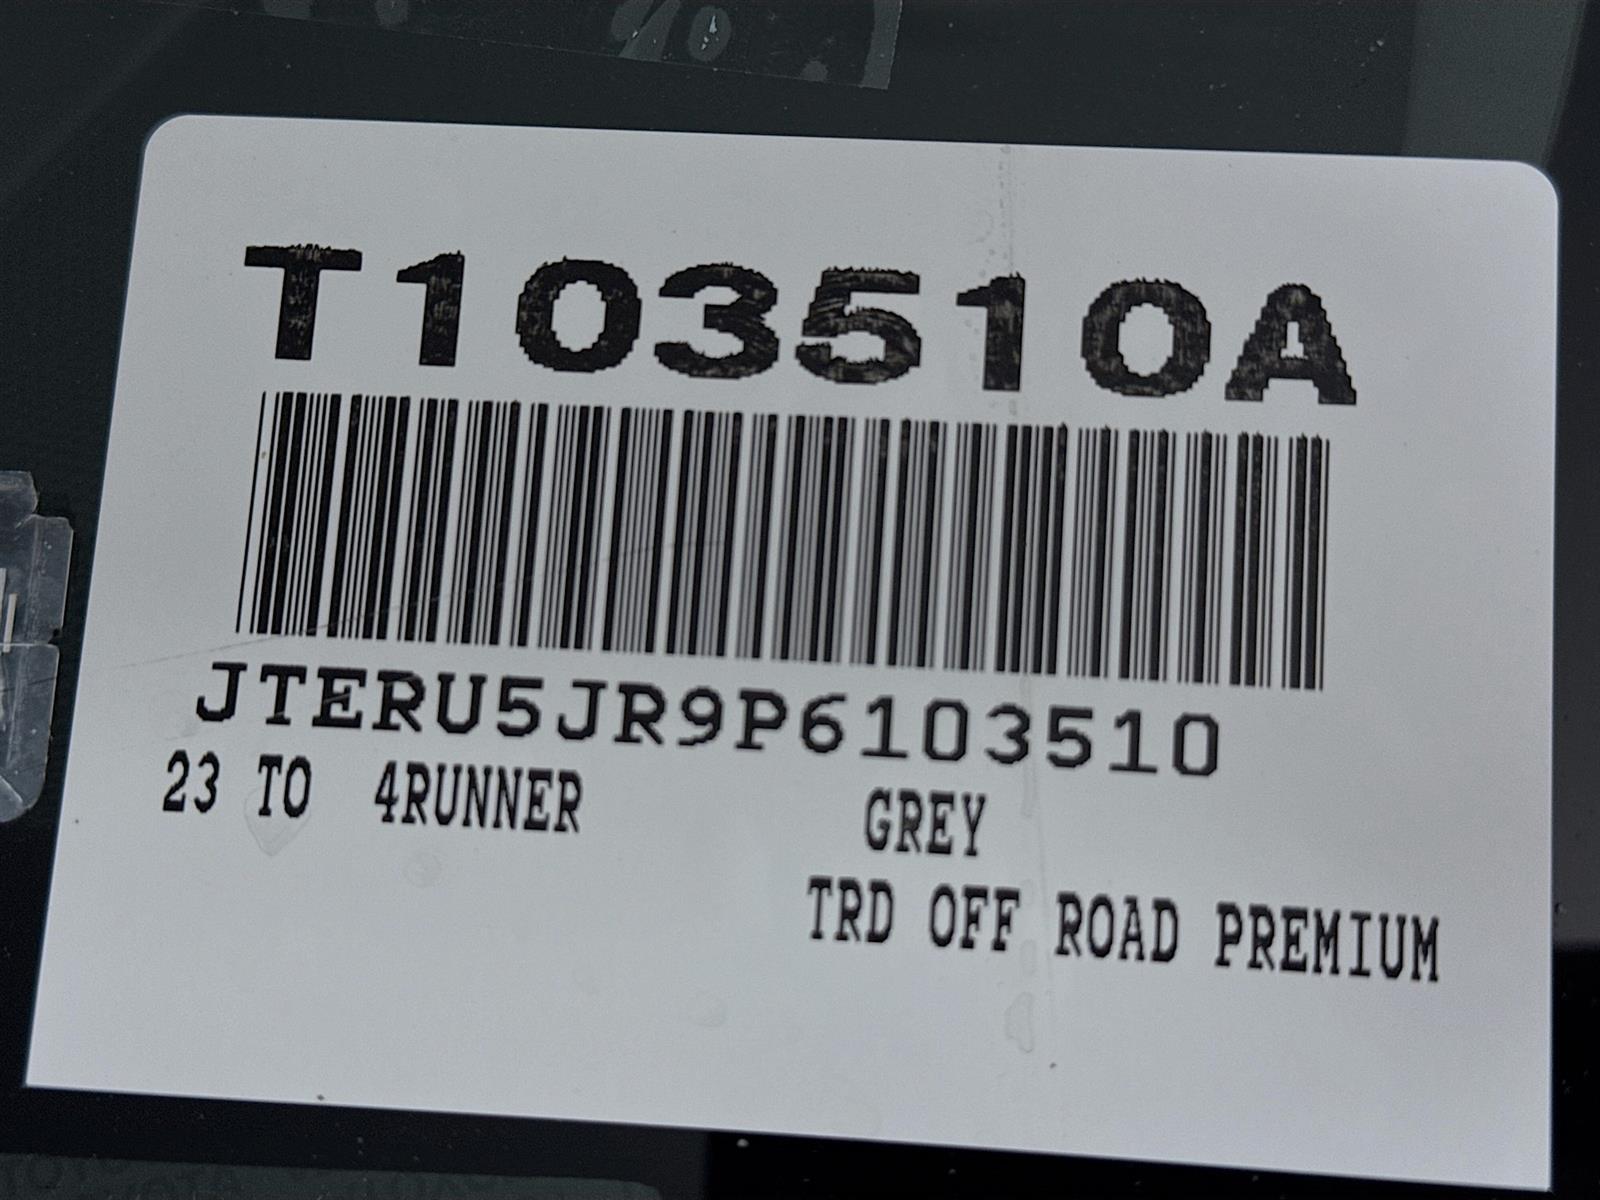 T103510A
JTERU5JR9P6103510
23 TO 4RUNNER GREY
TRD OFF ROAD PREMIUM